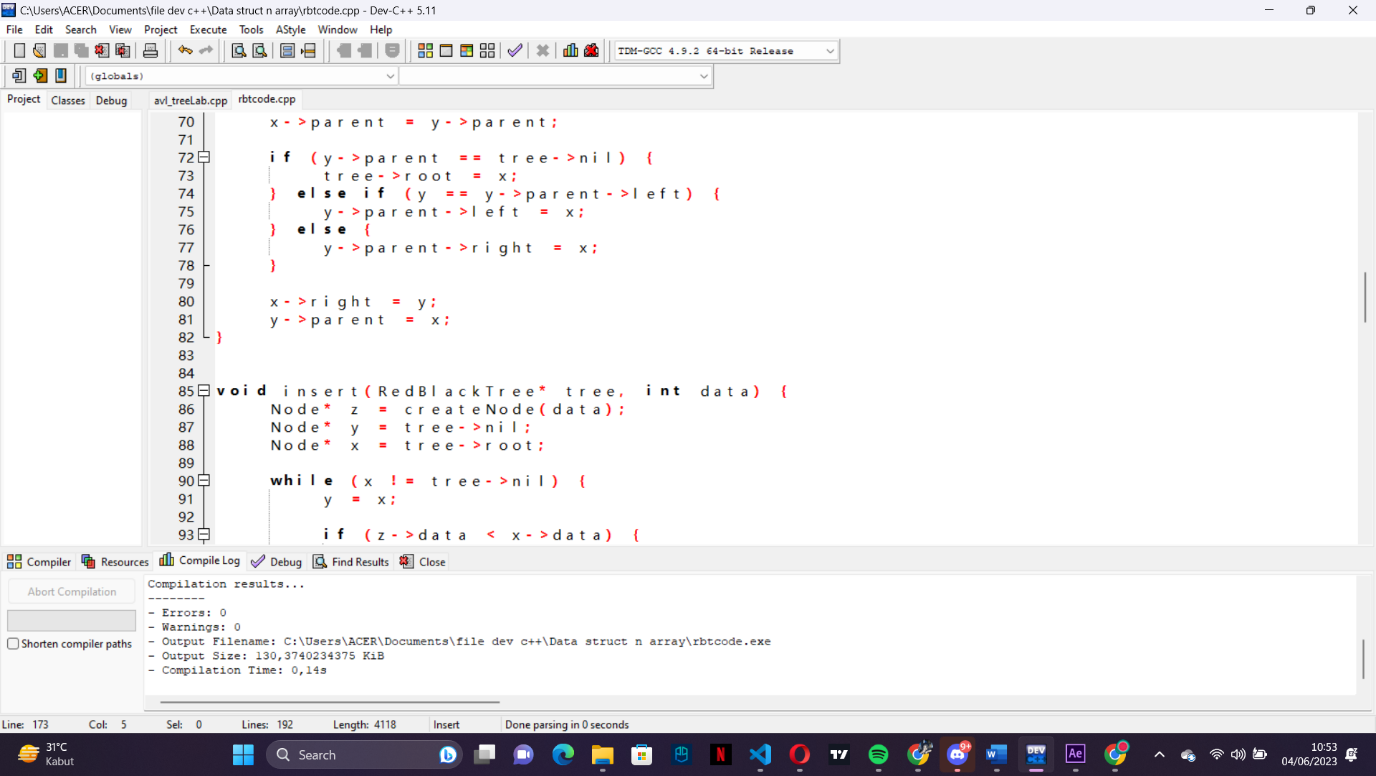 C:\Users\ACER\Documents\file dev c++\Data struct n array\rbtcode.cpp - Dev-C++ 5.11
File Edit Search View Project Execute Tools AStyle Window Help
TDM-GCC 4.9.2 64-bit Release
(globals)
Project Classes Debug avl_treeLab.cpp rbtcode.cpp
70 x->parent = y->parent;
71
72 if (y->parent == tree->nil) {
73 tree->root = x;
74 } else if (y == y->parent->left) {
75 y->parent->left = x;
76 } else {
77 y->parent->right = x;
78 }
79
80 x->right = y;
81 y->parent = x;
82 }
83
84
85 void insert(RedBlackTree* tree, int data) {
86 Node* z = createNode(data);
87 Node* y = tree->nil;
88 Node* x = tree->root;
89
90 while (x != tree->nil) {
91 y = x;
92
93 if (z->data < x->data) {
Compiler Resources Compile Log Debug Find Results Close
Abort Compilation
Shorten compiler paths
Compilation results...
--------
- Errors: 0
- Warnings: 0
- Output Filename: C:\Users\ACER\Documents\file dev c++\Data struct n array\rbtcode.exe
- Output Size: 130,3740234375 KiB
- Compilation Time: 0,14s
Line: 173 Col: 5 Sel: 0 Lines: 192 Length: 4118 Insert Done parsing in 0 seconds
31°C
Kabut
Search
9+
DEV
W
Ae
10:53
04/06/2023